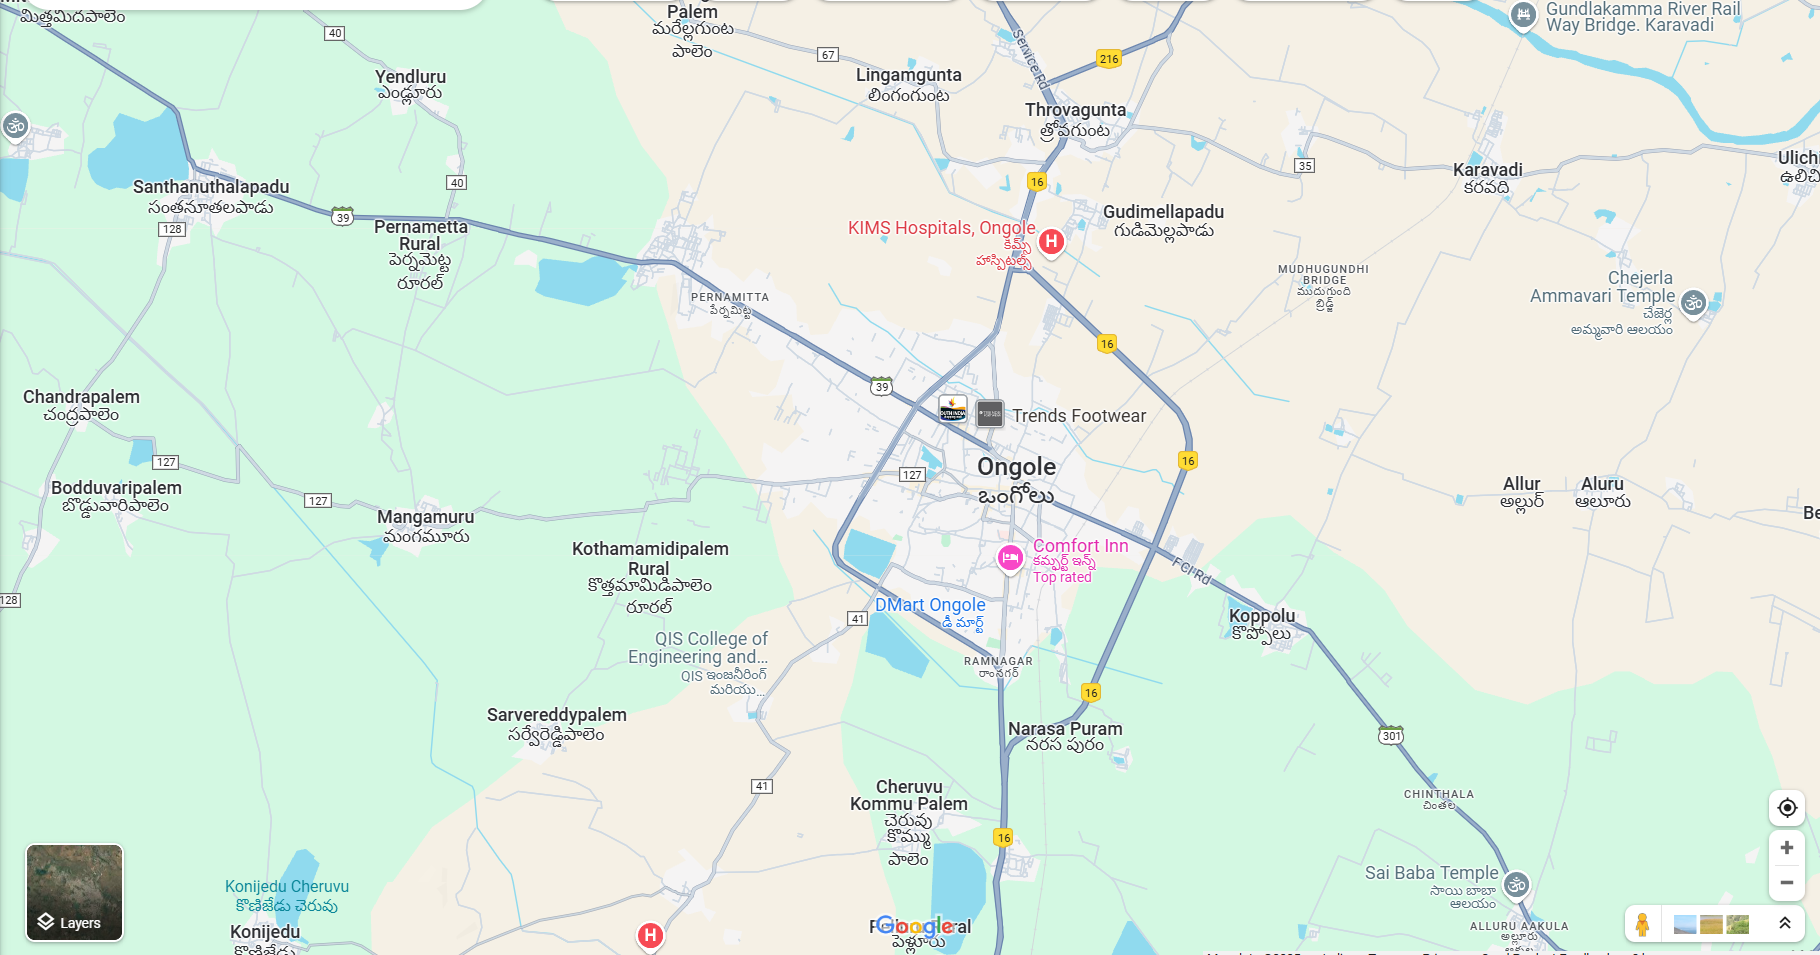 మిత్తమిదపాలెం
40
Palem
మరేల్లగుంట
పాలెం
67
Service Rd
216
Gundlakamma River Rail
Way Bridge. Karavadi
Yendluru
ఎండ్లూరు
Lingamgunta
లింగంగుంట
Throvagunta
త్రోవగుంట
35
Karavadi
కరవది
Santhanuthalapadu
సంతనూతలపాడు
128
39
40
Pernametta
Rural
పెర్నమెట్ట
రూరల్
16
KIMS Hospitals, Ongole
కిమ్స్
హాస్పిటల్స్
H
Gudimellapadu
గుడిమెల్లపాడు
MUDHUGUNDHI
BRIDGE
ముదుగుంది
బ్రిడ్జ్
Chejerla
Ammavari Temple
చేజెర్ల
అమ్మవారి ఆలయం
PERNAMITTA
పేర్నమిట్ట
16
39
Chandrapalem
చంద్రపాలెం
SOUTH INDIA
Trends Footwear
127
Bodduvaripalem
బొడ్డువారిపాలెం
127
Mangamuru
మంగమూరు
127
Ongole
ఒంగోలు
16
Allur
అల్లుర్
Aluru
ఆలూరు
Kothamamidipalem
Rural
కొత్తమామిడిపాలెం
రూరల్
Comfort Inn
కమ్ఫర్ట్ ఇన్న్
Top rated
FCI Rd
128
41
DMart Ongole
డీ మార్ట్
Koppolu
కొప్పోలు
QIS College of
Engineering and...
QIS ఇంజనీరింగ్
మరియు...
RAMNAGAR
రాంనగర్
16
Sarvereddypalem
సర్వేరెడ్డిపాలెం
Narasa Puram
నరస పురం
301
41
Cheruvu
Kommu Palem
చెరువు
కొమ్ము
పాలెం
16
CHINTHALA
చింతల
Konijedu Cheruvu
కొణిజేడు చెరువు
Layers
Konijedu
కొణిజేడు
H
Google
పేళ్లూరు
Sai Baba Temple
సాయి బాబా
ఆలయం
ALLURU AAKULA
అల్లూరు